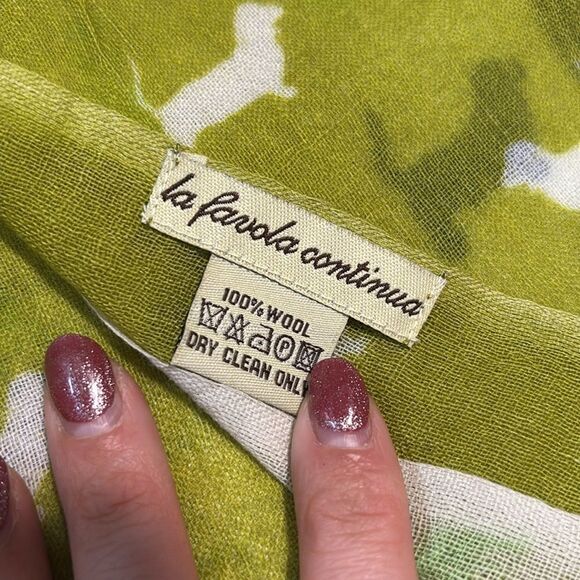 la favola continua
100% WOOL
P
DRY CLEAN ONLY